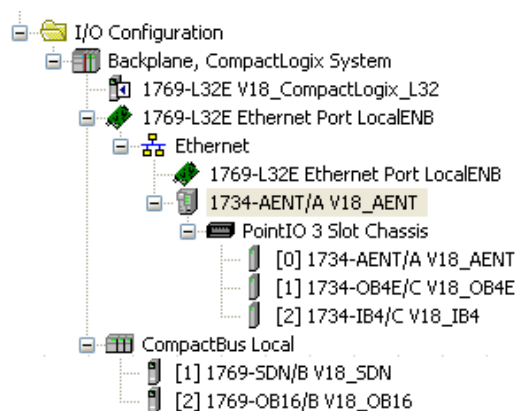 I/O Configuration
Backplane, CompactLogix System
1769-L32E V18_CompactLogix_L32
1769-L32E Ethernet Port LocalENB
Ethernet
1769-L32E Ethernet Port LocalENB
1734-AENT/A V18_AENT
PointIO 3 Slot Chassis
[0] 1734-AENT/A V18_AENT
[1] 1734-OB4E/C V18_OB4E
[2] 1734-IB4/C V18_IB4
CompactBus Local
[1] 1769-SDN/B V18_SDN
[2] 1769-OB16/B V18_OB16